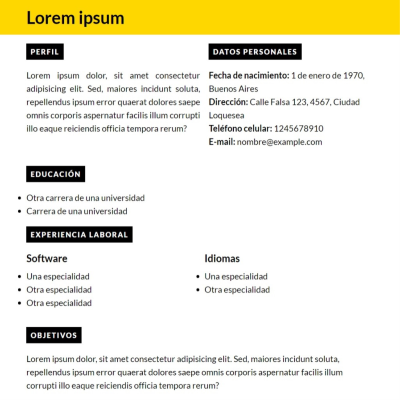 Lorem ipsum
PERFIL
Lorem ipsum dolor, sit amet consectetur
adipisicing elit. Sed maiores incidunt soluta,
repellendus ipsum error quaerat dolores saepe
omnis corporis aspernatur facilis illum corrupti
illo eaque reiciendis officia tempora rerum?
DATOS PERSONALES
Fecha de nacimiento: 1 de enero de 1970,
Buenos Aires
Dirección: Calle Falsa 123, 4567, Ciudad
Loquesea
Teléfono celular: 1245678910
E-mail: nombre@example.com
EDUCACIÓN
• Otra carrera de una universidad
• Carrera de una universidad
EXPERIENCIA LABORAL
Software
• Una especialidad
• Otra especialidad
• Otra especialidad
Idiomas
• Una especialidad
• Otra especialidad
OBJETIVOS
Lorem ipsum dolor, sit amet consectetur adipisicing elit. Sed, maiores incidunt
soluta, repellendus ipsum error quaerat dolores saepe omnis aspernatur facilis illum
corrupti illo eaque reiciendis officia tempora rerum?